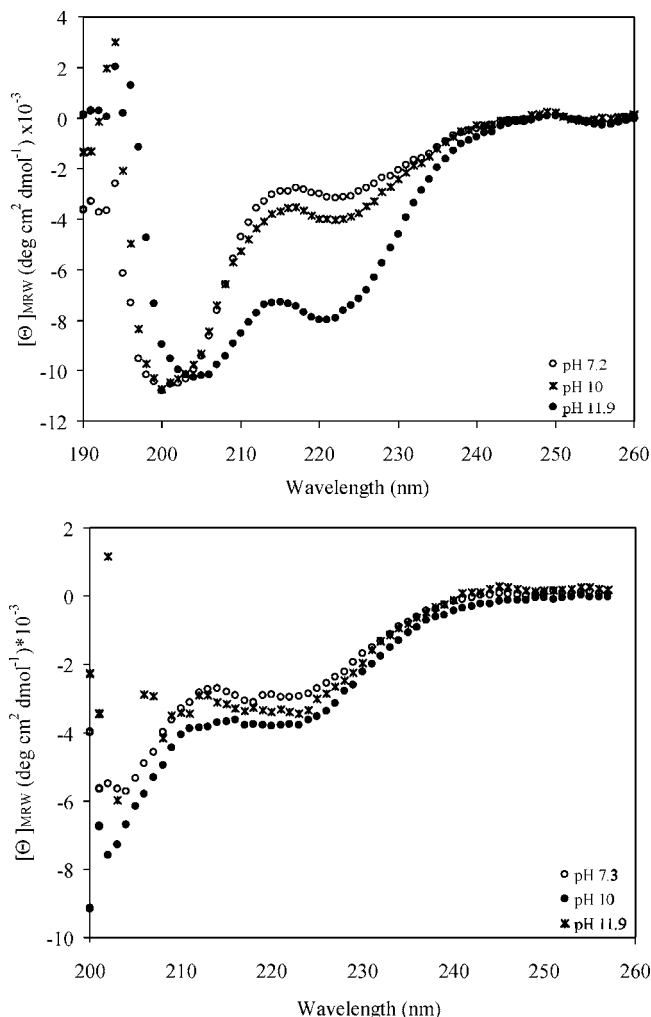 4
2
0
-2
-4
-6
-8
-10
-12
[Θ]MRW (deg cm² dmol⁻¹) x10⁻³
pH 7.2
pH 10
pH 11.9
190 200 210 220 230 240 250 260
Wavelength (nm)
2
0
-2
-4
-6
-8
-10
[Θ]MRW (deg cm² dmol⁻¹)*10⁻³
pH 7.3
pH 10
pH 11.9
200 210 220 230 240 250 260
Wavelength (nm)